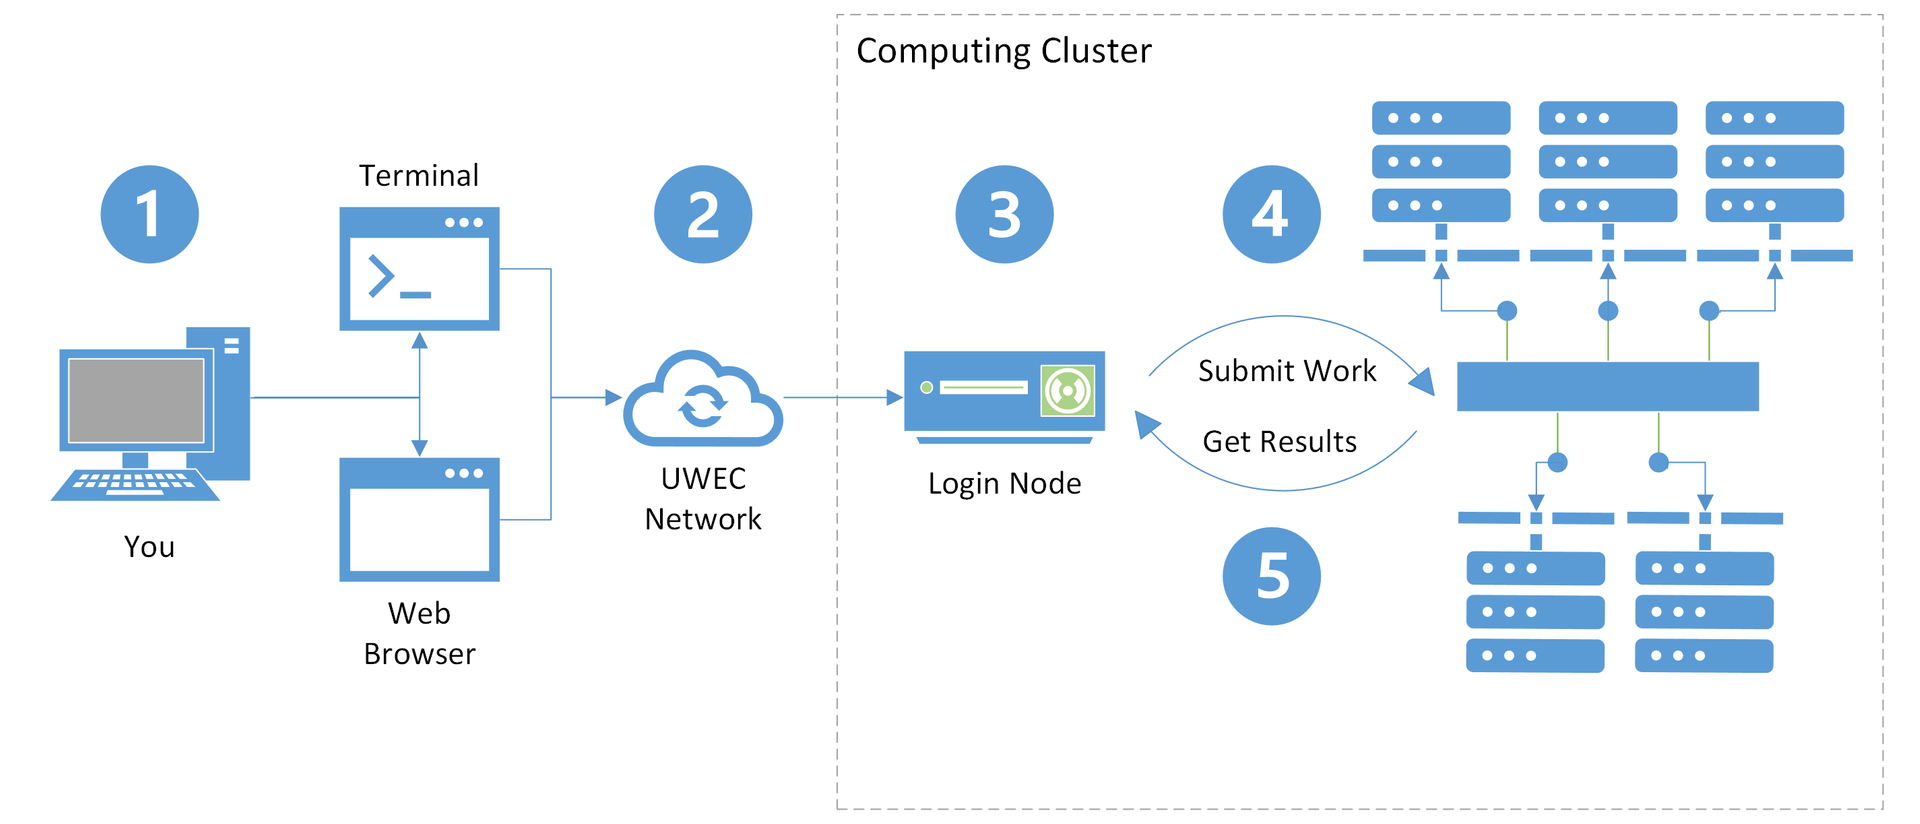 Computing Cluster
1
Terminal
2
3
4
>_
You
Web
Browser
UWEC
Network
Login Node
Submit Work
Get Results
5